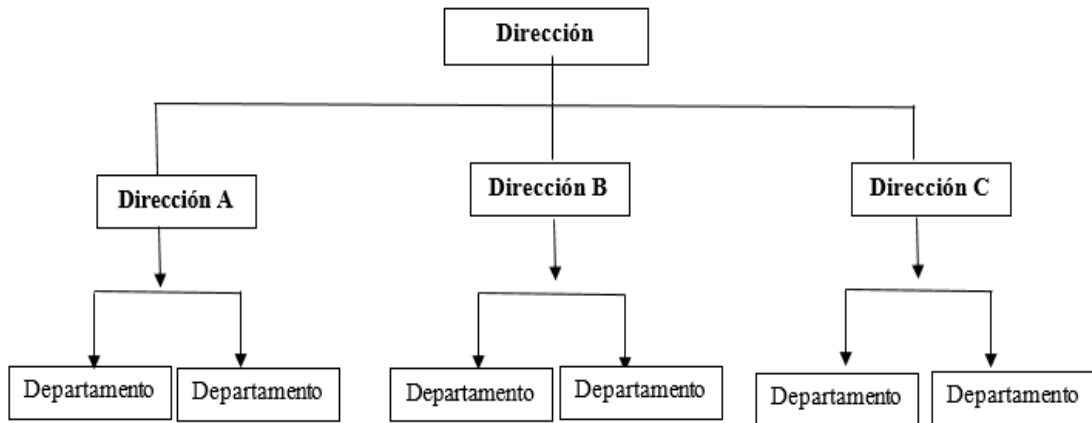 Dirección
Dirección A
Dirección B
Dirección C
Departamento
Departamento
Departamento
Departamento
Departamento
Departamento